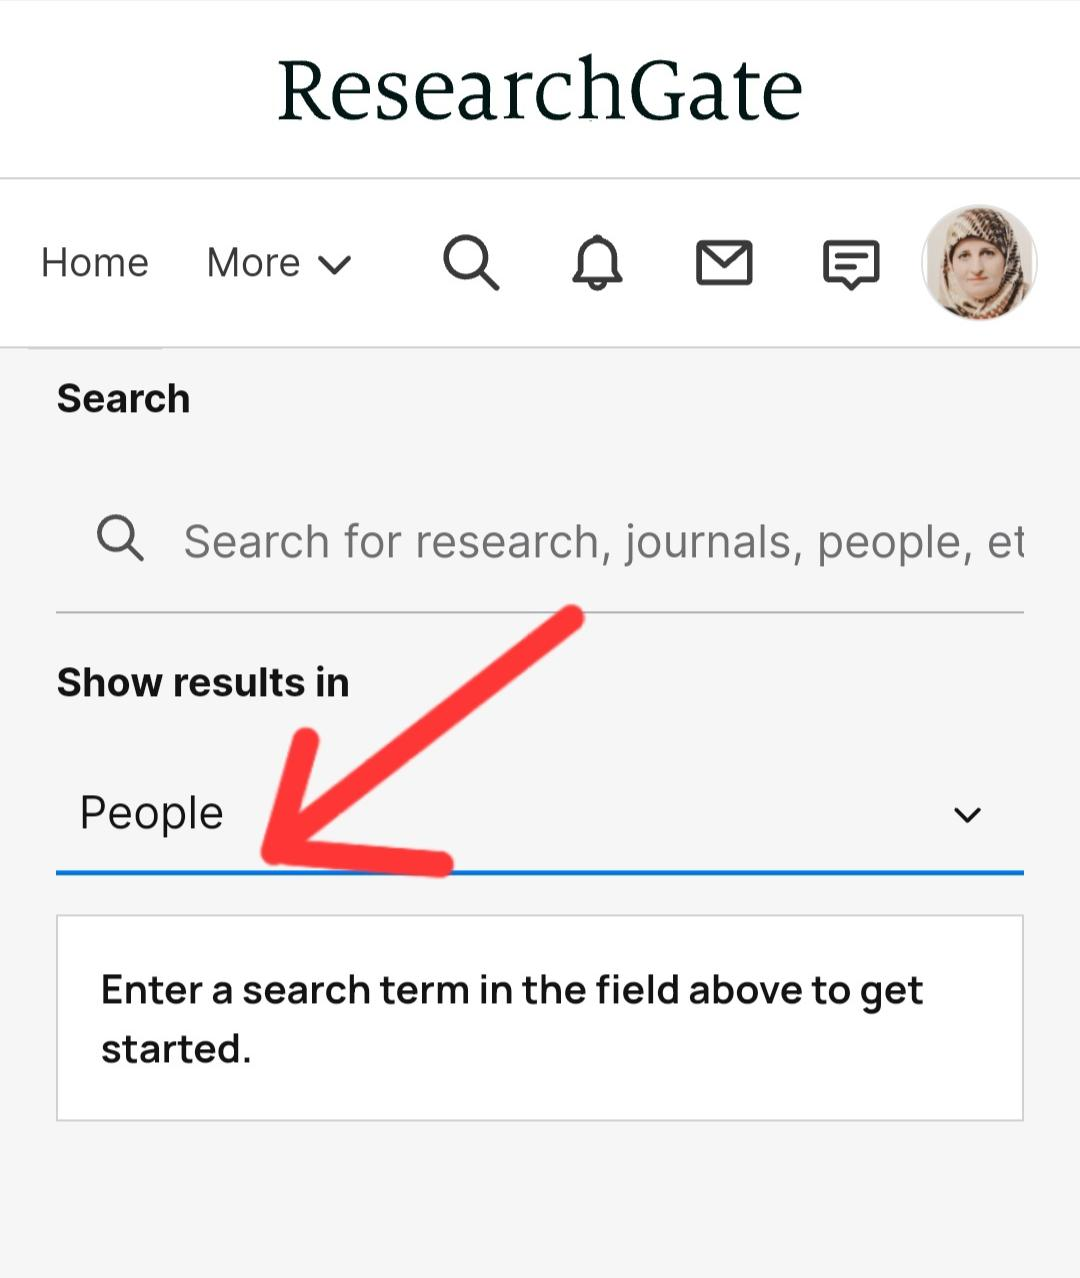 ResearchGate
Home More
Search
Search for research, journals, people, et
Show results in
People
Enter a search term in the field above to get
started.